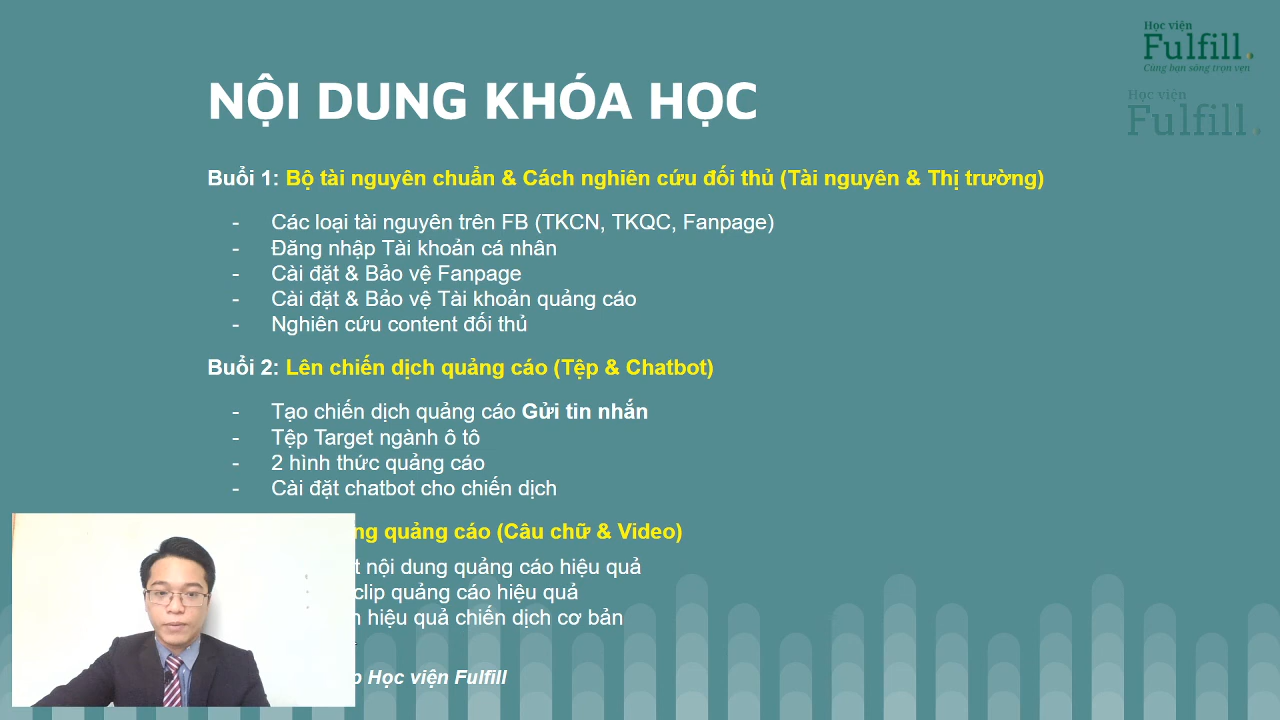 Học viện
Fulfill.
Cùng bạn sống trọn vẹn
Học viện
Fulfill.
NỘI DUNG KHÓA HỌC
Buổi 1: Bộ tài nguyên chuẩn & Cách nghiên cứu đối thủ (Tài nguyên & Thị trường)
- Các loại tài nguyên trên FB (TKCN, TKQC, Fanpage)
- Đăng nhập Tài khoản cá nhân
- Cài đặt & Bảo vệ Fanpage
- Cài đặt & Bảo vệ Tài khoản quảng cáo
- Nghiên cứu content đối thủ
Buổi 2: Lên chiến dịch quảng cáo (Tệp & Chatbot)
- Tạo chiến dịch quảng cáo Gửi tin nhắn
- Tệp Target ngành ô tô
- 2 hình thức quảng cáo
- Cài đặt chatbot cho chiến dịch
quảng cáo (Câu chữ & Video)
nội dung quảng cáo hiệu quả
clip quảng cáo hiệu quả
hiệu quả chiến dịch cơ bản
Học viện Fulfill